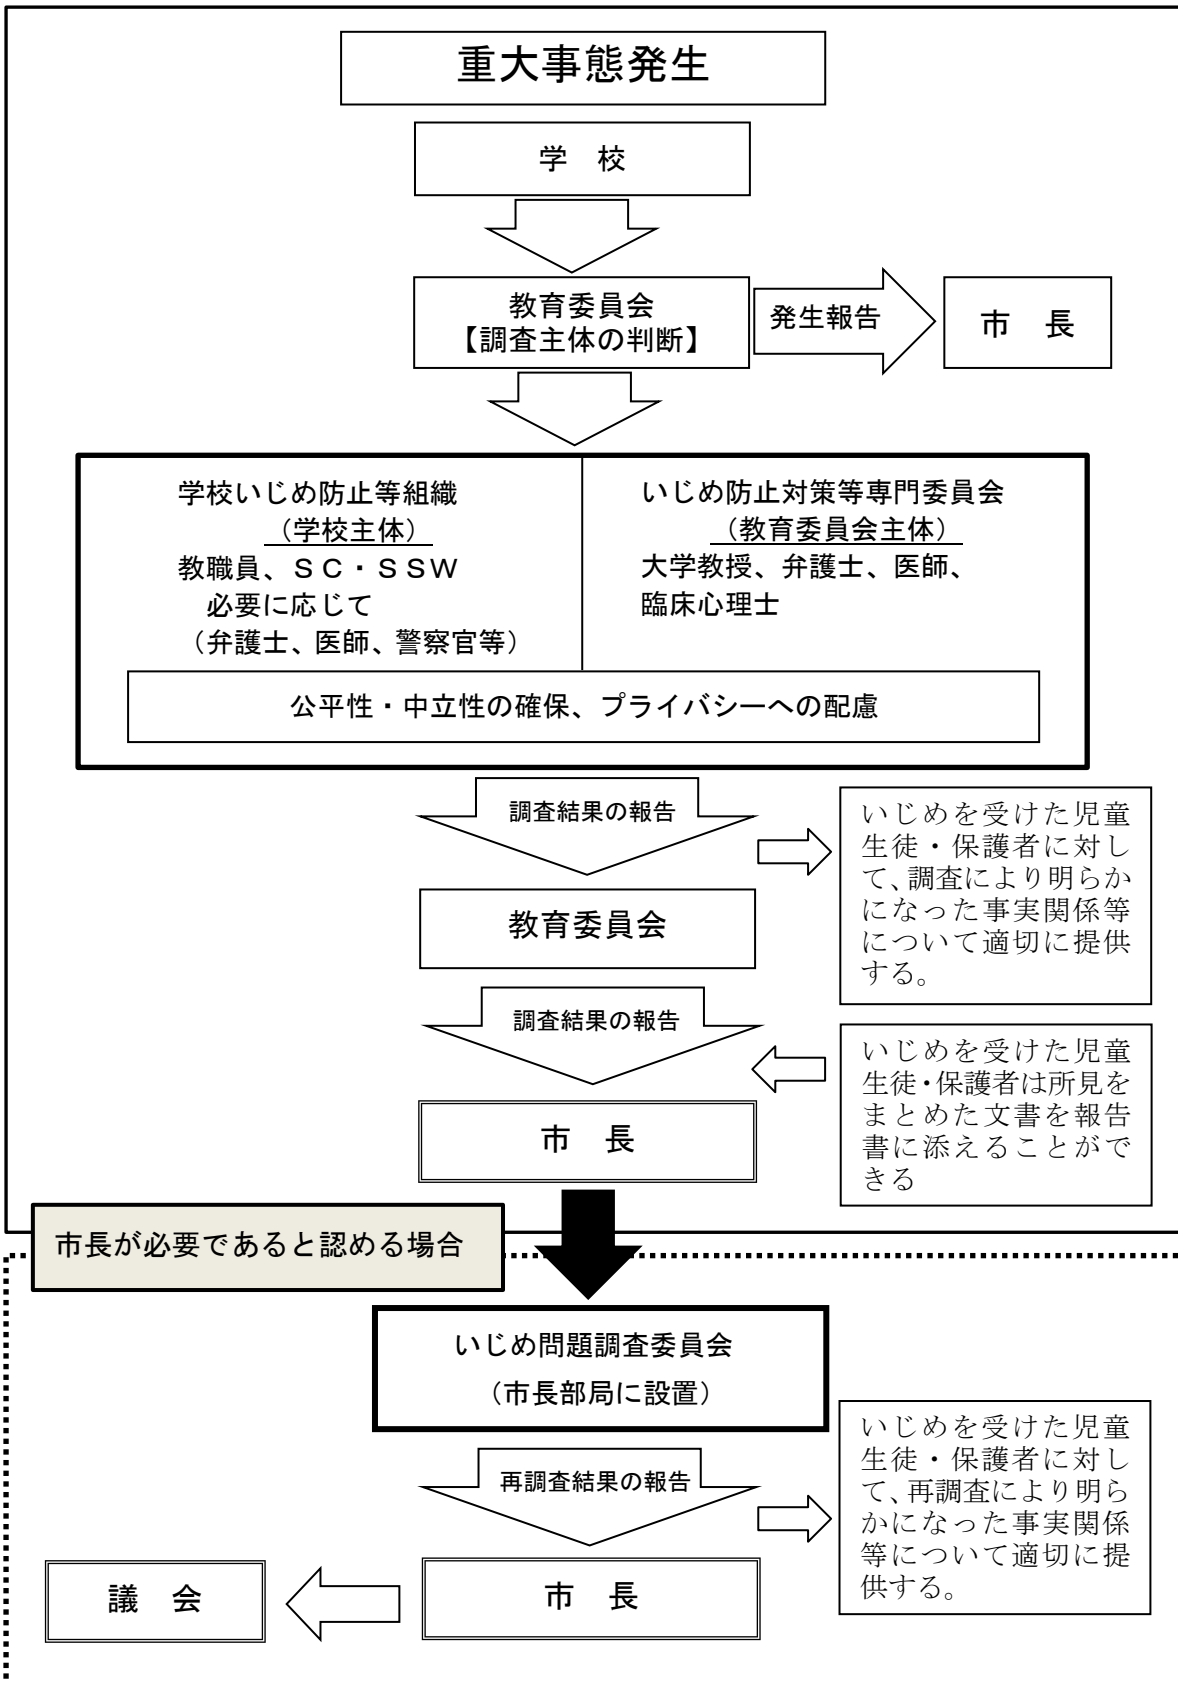 重大事態発生
学　校
教育委員会
【調査主体の判断】
発生報告
市　長
学校いじめ防止等組織
（学校主体）
教職員、ＳＣ・ＳＳＷ
必要に応じて
（弁護士、医師、警察官等）
いじめ防止対策等専門委員会
（教育委員会主体）
大学教授、弁護士、医師、
臨床心理士
公平性・中立性の確保、プライバシーへの配慮
調査結果の報告
いじめを受けた児童
生徒・保護者に対し
て、調査により明らか
になった事実関係等
について適切に提供
する。
教育委員会
調査結果の報告
いじめを受けた児童
生徒・保護者は所見を
まとめた文書を報告
書に添えることがで
きる
市　長
市長が必要であると認める場合
いじめ問題調査委員会
（市長部局に設置）
再調査結果の報告
いじめを受けた児童
生徒・保護者に対し
て、再調査により明ら
かになった事実関係
等について適切に提
供する。
議　会
市　長